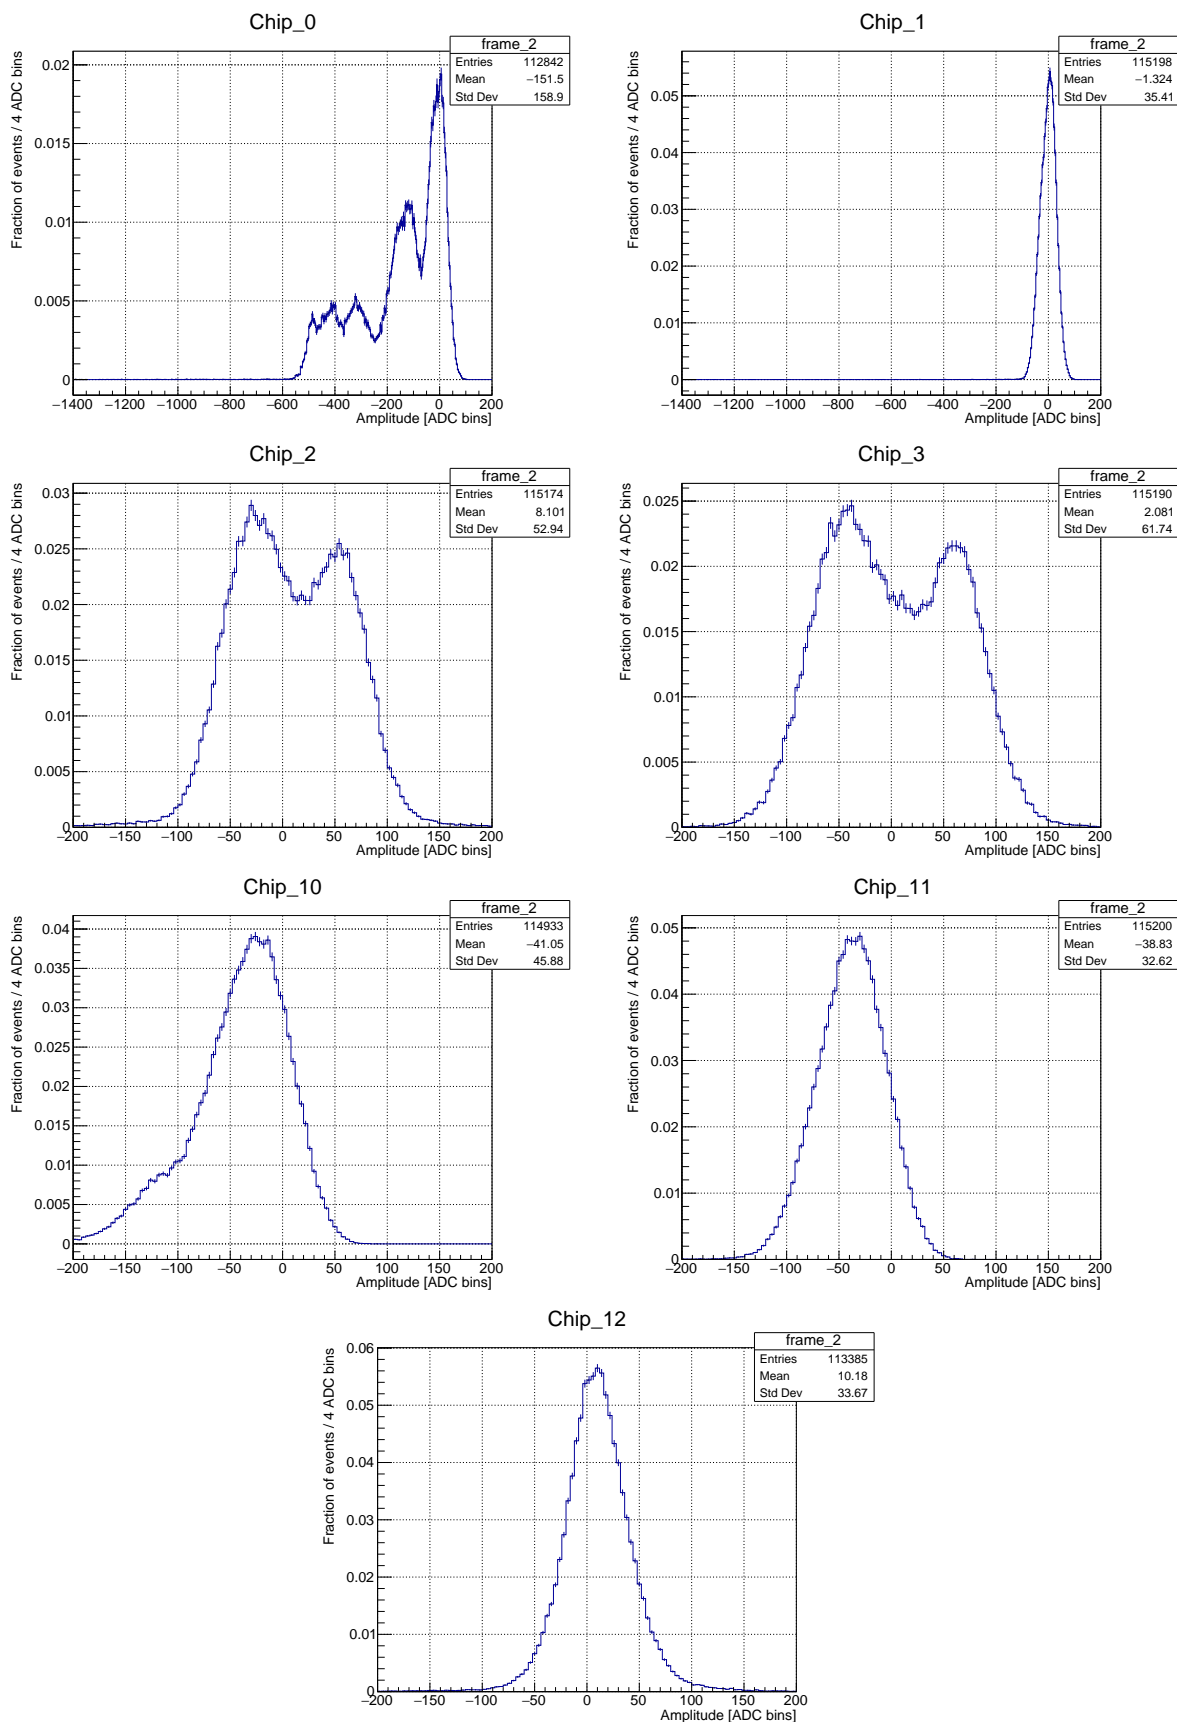 Chip_0
frame_2
Entries 112842
Mean −151.5
Std Dev 158.9
Fraction of events / 4 ADC bins
0.02
0.015
0.01
0.005
0
−1400 −1200 −1000 −800 −600 −400 −200 0 200
Amplitude [ADC bins]
Chip_1
frame_2
Entries 115198
Mean −1.324
Std Dev 35.41
Fraction of events / 4 ADC bins
0.05
0.04
0.03
0.02
0.01
0
−1400 −1200 −1000 −800 −600 −400 −200 0 200
Amplitude [ADC bins]
Chip_2
frame_2
Entries 115174
Mean 8.101
Std Dev 52.94
Fraction of events / 4 ADC bins
0.03
0.025
0.02
0.015
0.01
0.005
0
−200 −150 −100 −50 0 50 100 150 200
Amplitude [ADC bins]
Chip_3
frame_2
Entries 115190
Mean 2.081
Std Dev 61.74
Fraction of events / 4 ADC bins
0.025
0.02
0.015
0.01
0.005
0
−200 −150 −100 −50 0 50 100 150 200
Amplitude [ADC bins]
Chip_10
frame_2
Entries 114933
Mean −41.05
Std Dev 45.88
Fraction of events / 4 ADC bins
0.04
0.035
0.03
0.025
0.02
0.015
0.01
0.005
0
−200 −150 −100 −50 0 50 100 150 200
Amplitude [ADC bins]
Chip_11
frame_2
Entries 115200
Mean −38.83
Std Dev 32.62
Fraction of events / 4 ADC bins
0.05
0.04
0.03
0.02
0.01
0
−200 −150 −100 −50 0 50 100 150 200
Amplitude [ADC bins]
Chip_12
frame_2
Entries 113385
Mean 10.18
Std Dev 33.67
Fraction of events / 4 ADC bins
0.06
0.05
0.04
0.03
0.02
0.01
0
−200 −150 −100 −50 0 50 100 150 200
Amplitude [ADC bins]